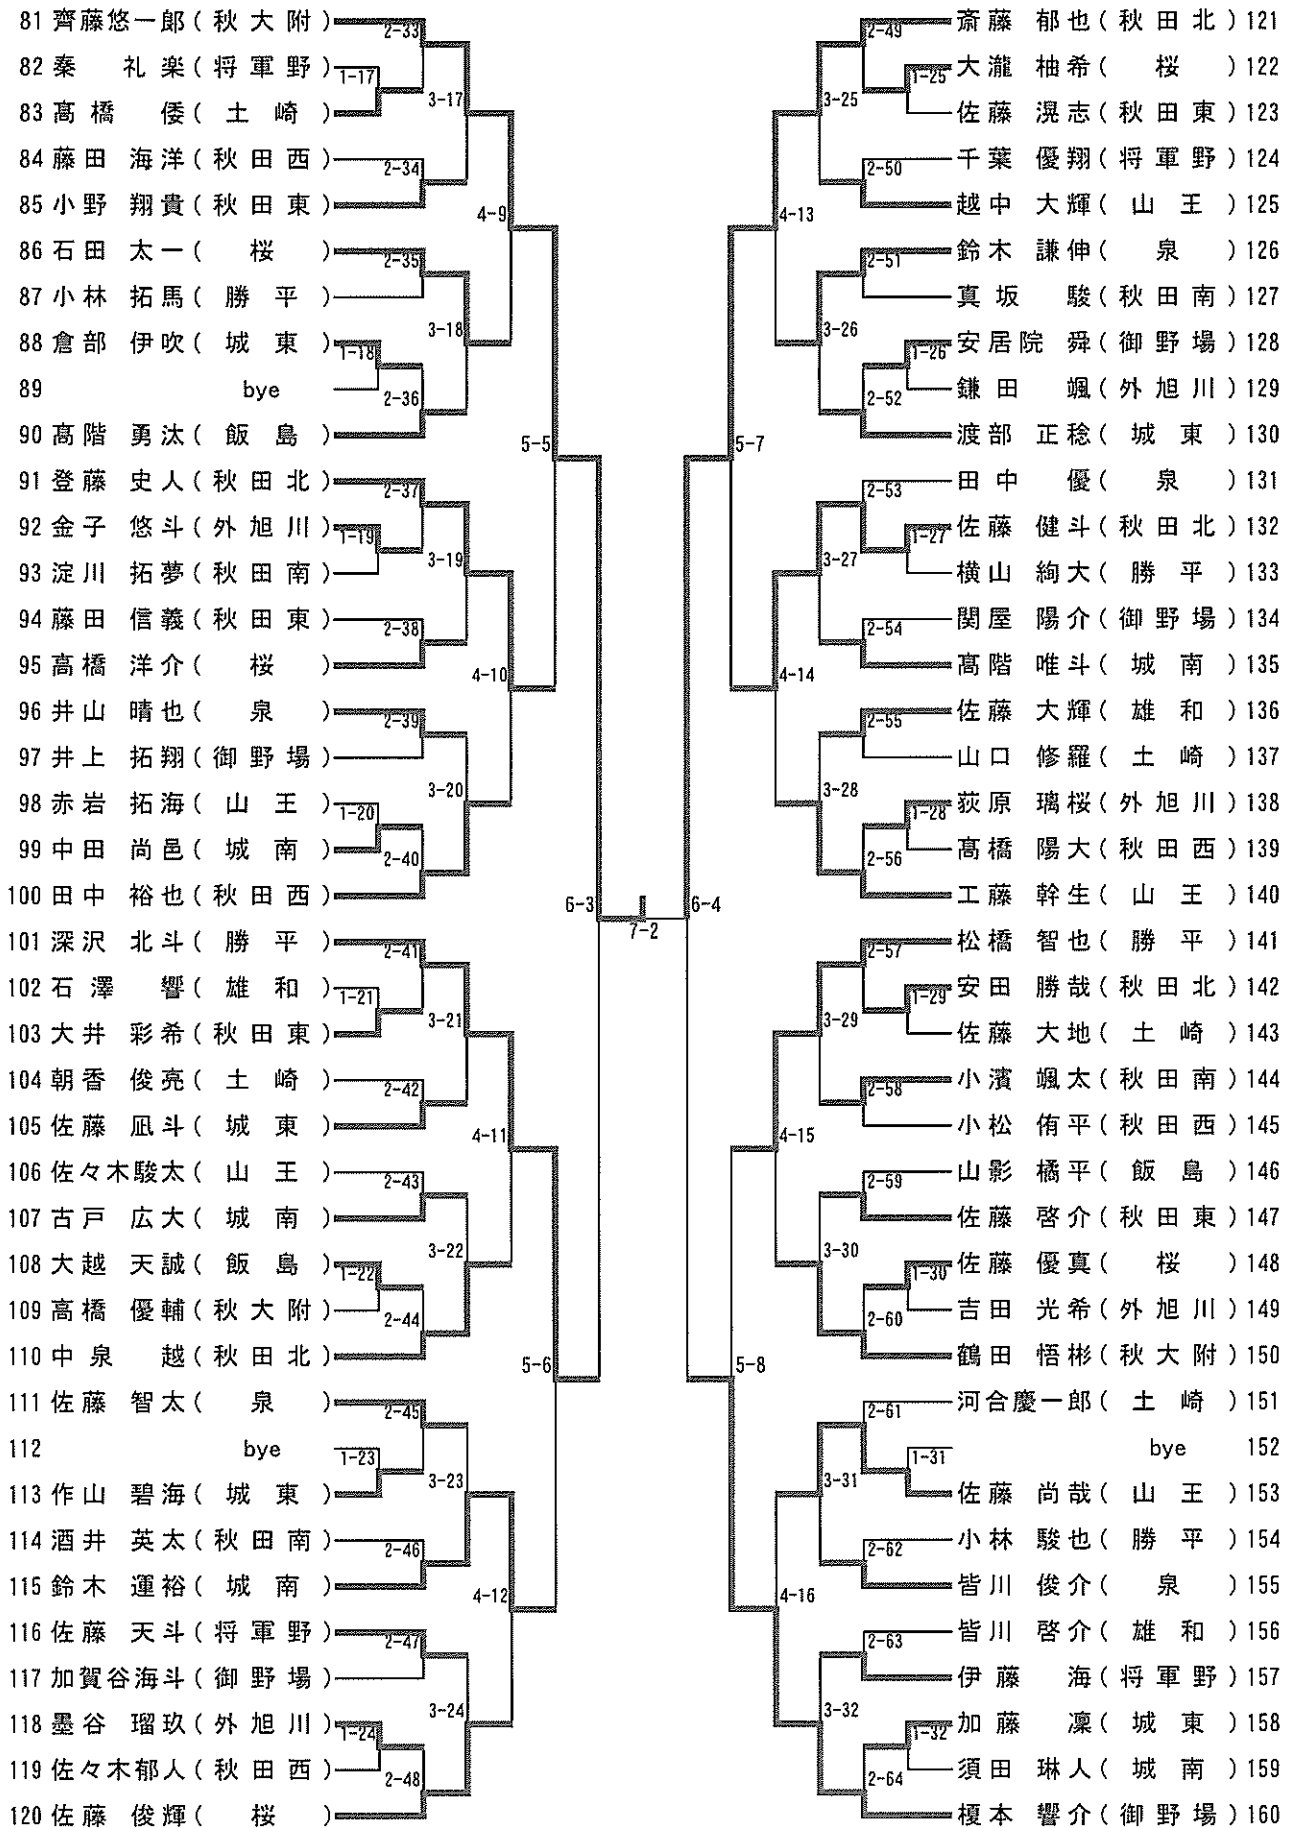 81 齊藤悠一郎(秋大附)
82 秦 礼楽(将軍野)
83 髙橋 倭(土崎)
84 藤田 海洋(秋田西)
85 小野 翔貴(秋田東)
86 石田 太一(桜)
87 小林 拓馬(勝平)
88 倉部 伊吹(城東)
89 bye
90 髙階 勇汰(飯島)
91 登藤 史人(秋田北)
92 金子 悠斗(外旭川)
93 淀川 拓夢(秋田南)
94 藤田 信義(秋田東)
95 高橋 洋介(桜)
96 井山 晴也(泉)
97 井上 拓翔(御野場)
98 赤岩 拓海(山王)
99 中田 尚邑(城南)
100 田中 裕也(秋田西)
101 深沢 北斗(勝平)
102 石澤 響(雄和)
103 大井 彩希(秋田東)
104 朝香 俊亮(土崎)
105 佐藤 凪斗(城東)
106 佐々木駿太(山王)
107 古戸 広大(城南)
108 大越 天誠(飯島)
109 高橋 優輔(秋大附)
110 中泉 越(秋田北)
111 佐藤 智太(泉)
112 bye
113 作山 碧海(城東)
114 酒井 英太(秋田南)
115 鈴木 運裕(城南)
116 佐藤 天斗(将軍野)
117 加賀谷海斗(御野場)
118 墨谷 瑠玖(外旭川)
119 佐々木郁人(秋田西)
120 佐藤 俊輝(桜)
1-17
1-18
1-19
1-20
1-21
1-22
1-23
1-24
2-33
2-34
2-35
2-36
2-37
2-38
2-39
2-40
2-41
2-42
2-43
2-44
2-45
2-46
2-47
2-48
3-17
3-18
3-19
3-20
3-21
3-22
3-23
3-24
4-9
4-10
4-11
4-12
5-5
5-6
6-3
7-2
6-4
5-7
5-8
4-13
4-14
4-15
4-16
3-25
3-26
3-27
3-28
3-29
3-30
3-31
3-32
2-49
2-50
2-51
2-52
2-53
2-54
2-55
2-56
2-57
2-58
2-59
2-60
2-61
2-62
2-63
2-64
1-25
1-26
1-27
1-28
1-29
1-30
1-31
1-32
斎藤 郁也(秋田北)121
大瀧 柚希(桜)122
佐藤 滉志(秋田東)123
千葉 優翔(将軍野)124
越中 大輝(山王)125
鈴木 謙伸(泉)126
真坂 駿(秋田南)127
安居院 舜(御野場)128
鎌田 颯(外旭川)129
渡部 正稔(城東)130
田中 優(泉)131
佐藤 健斗(秋田北)132
横山 絢大(勝平)133
関屋 陽介(御野場)134
髙階 唯斗(城南)135
佐藤 大輝(雄和)136
山口 修羅(土崎)137
荻原 璃桜(外旭川)138
髙橋 陽大(秋田西)139
工藤 幹生(山王)140
松橋 智也(勝平)141
安田 勝哉(秋田北)142
佐藤 大地(土崎)143
小濱 颯太(秋田南)144
小松 侑平(秋田西)145
山影 橘平(飯島)146
佐藤 啓介(秋田東)147
佐藤 優真(桜)148
吉田 光希(外旭川)149
鶴田 悟彬(秋大附)150
河合慶一郎(土崎)151
bye 152
佐藤 尚哉(山王)153
小林 駿也(勝平)154
皆川 俊介(泉)155
皆川 啓介(雄和)156
伊藤 海(将軍野)157
加藤 凜(城東)158
須田 琳人(城南)159
榎本 響介(御野場)160